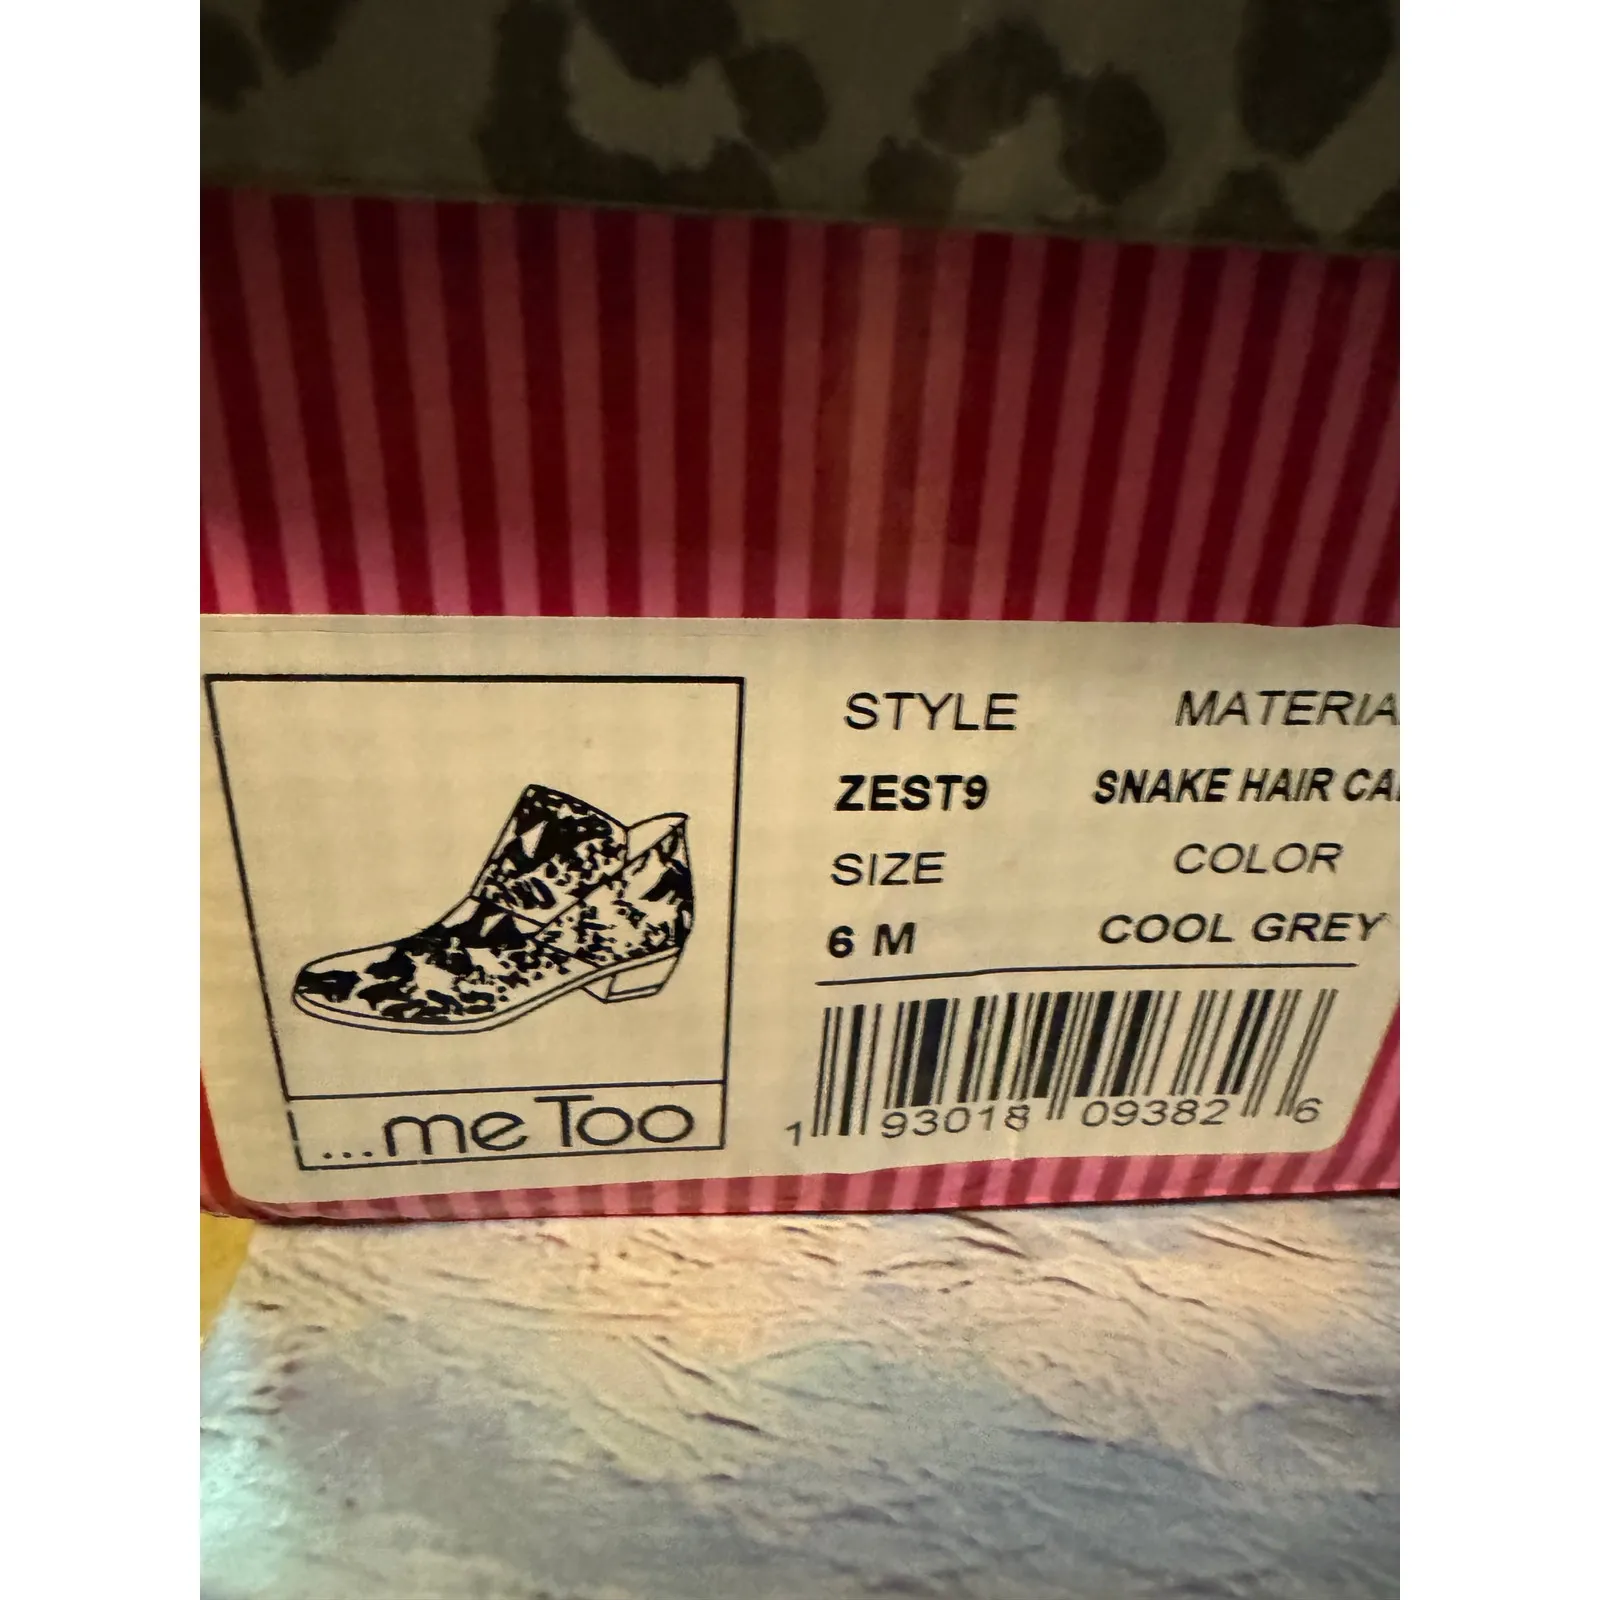 STYLE MATERIA
ZEST9 SNAKE HAIR CA
SIZE COLOR
6 M COOL GREY
1 93018 09382 6
...me Too